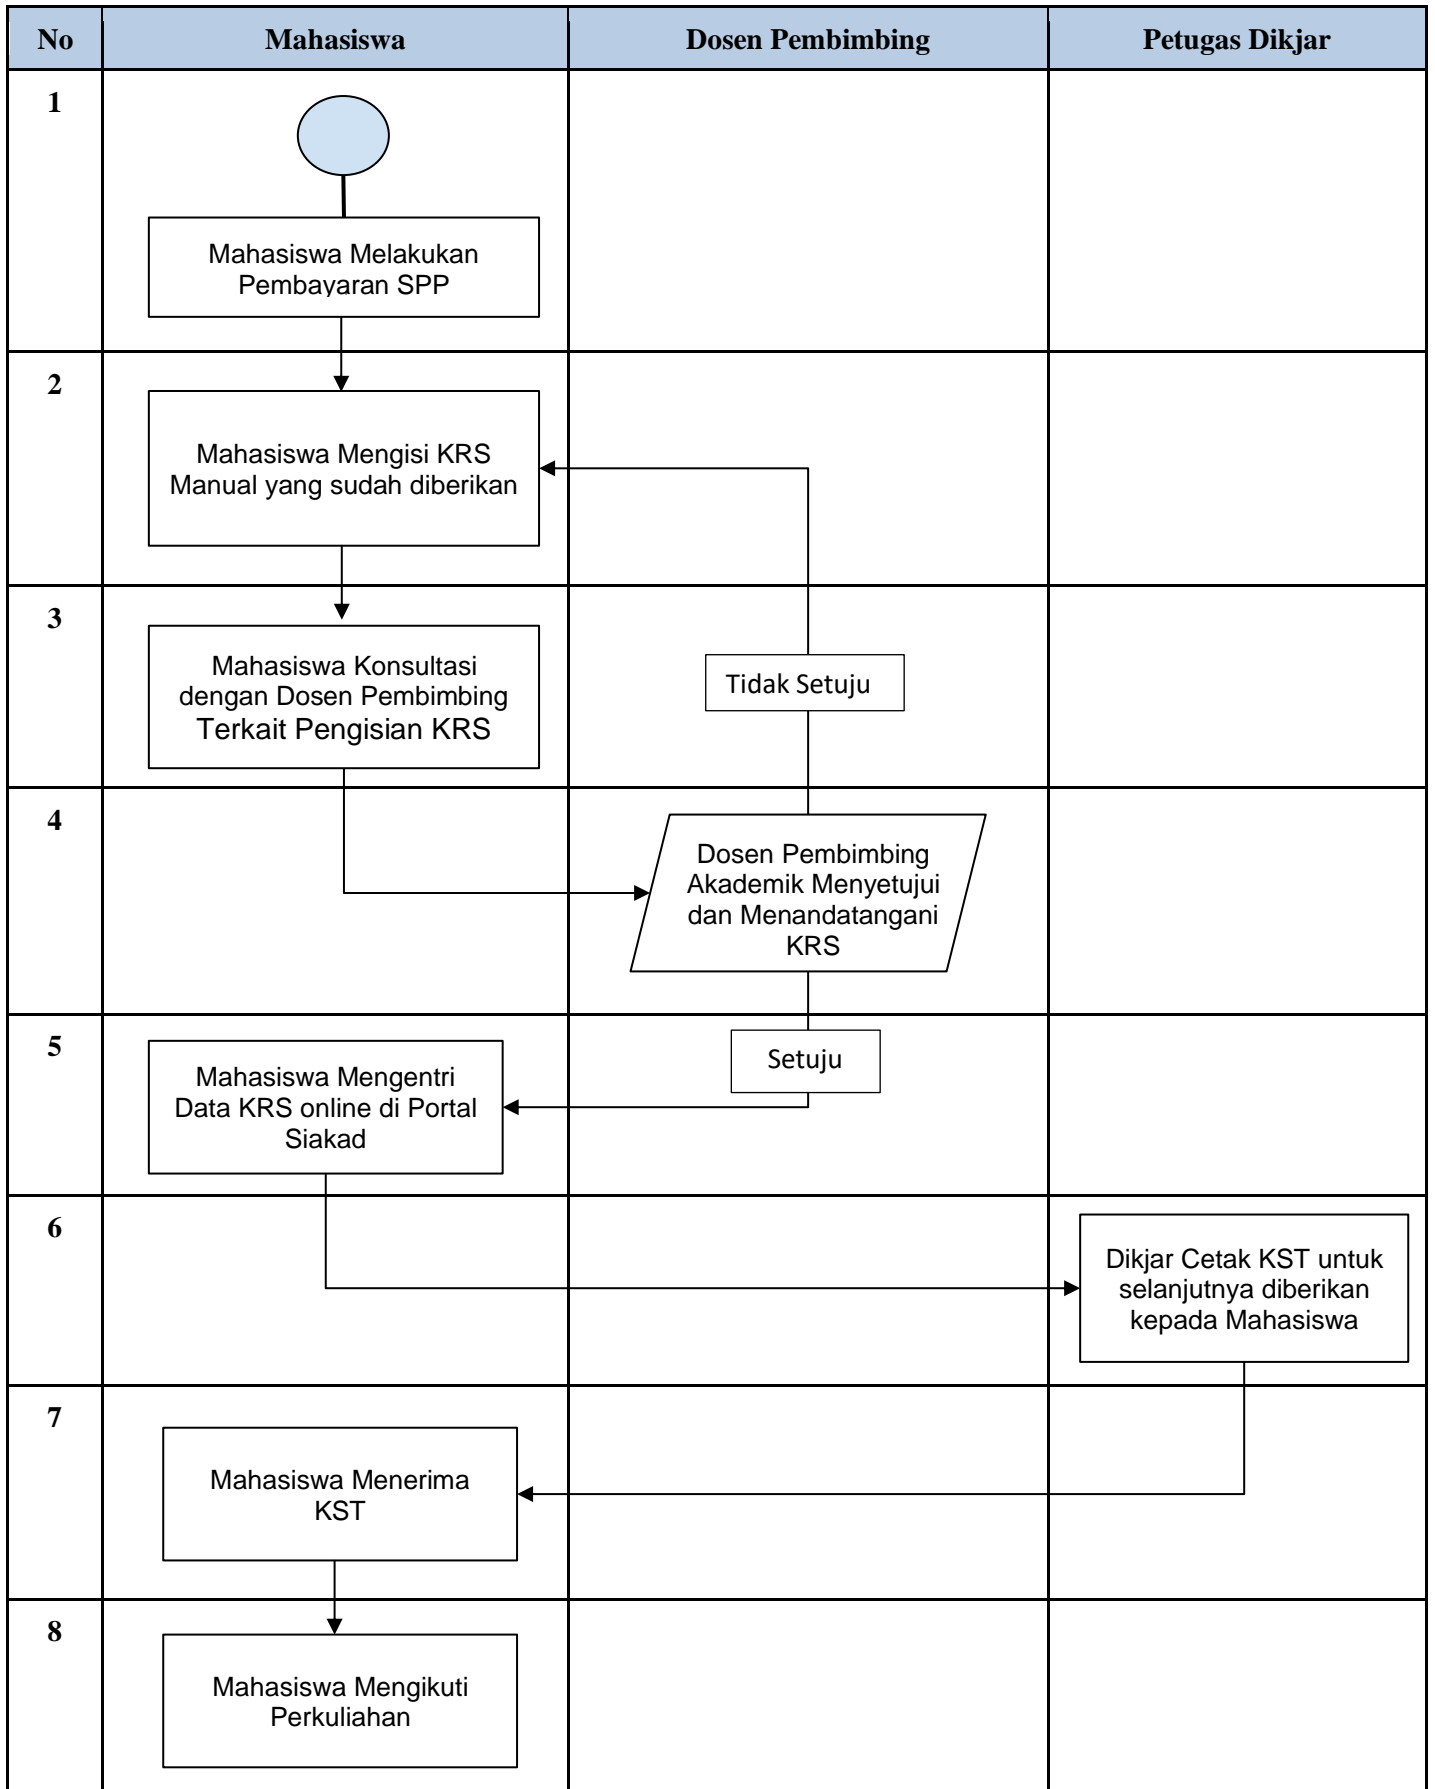 No
Mahasiswa
Dosen Pembimbing
Petugas Dikjar
1
Mahasiswa Melakukan
Pembayaran SPP
2
Mahasiswa Mengisi KRS
Manual yang sudah diberikan
3
Mahasiswa Konsultasi
dengan Dosen Pembimbing
Terkait Pengisian KRS
Tidak Setuju
4
Dosen Pembimbing
Akademik Menyetujui
dan Menandatangani
KRS
5
Mahasiswa Mengentri
Data KRS online di Portal
Siakad
Setuju
6
Dikjar Cetak KST untuk
selanjutnya diberikan
kepada Mahasiswa
7
Mahasiswa Menerima
KST
8
Mahasiswa Mengikuti
Perkuliahan